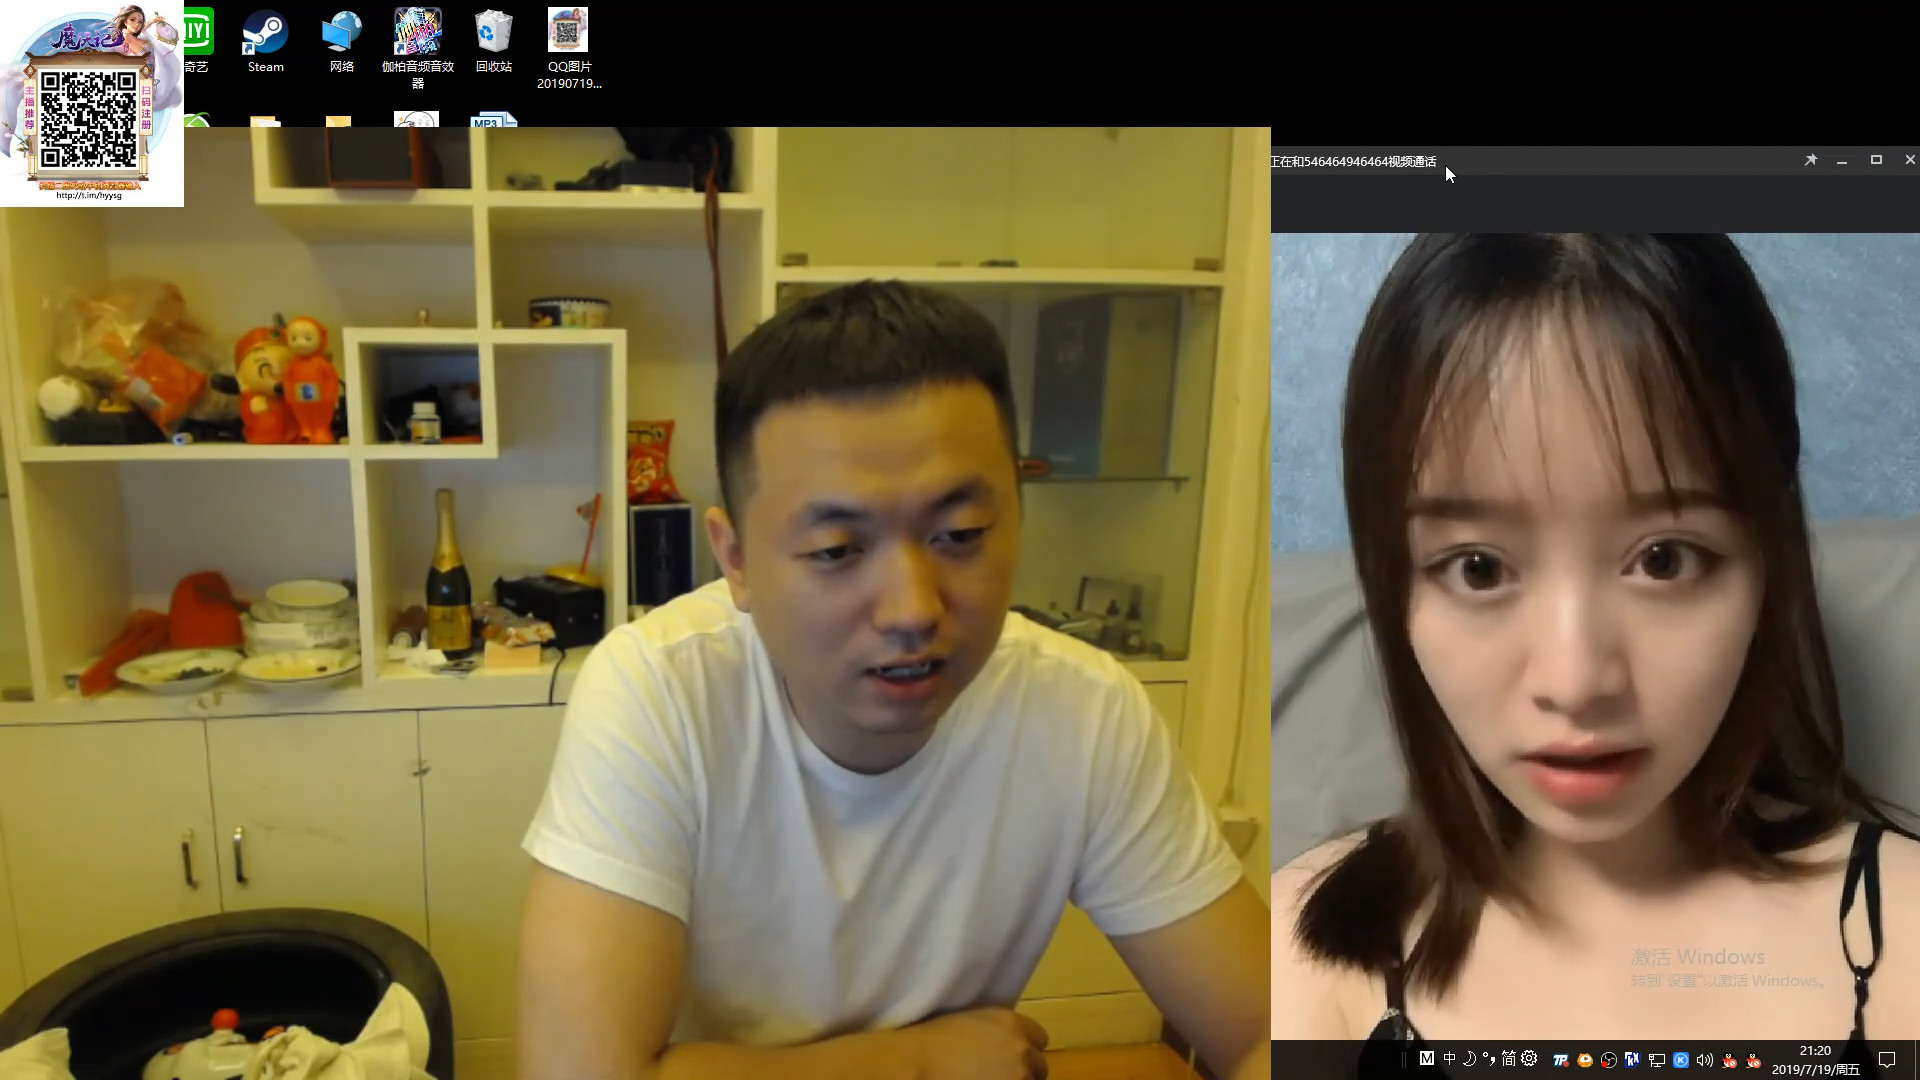 魔天记
主播推荐
扫码注册
http://t.im/hyysg
奇艺
Steam
网络
伽柏音频音效器
回收站
QQ图片
20190719...
MP3
正在和546464946464视频通话
激活 Windows
转到“设置”以激活 Windows。
M 中 简
21:20
2019/7/19/周五